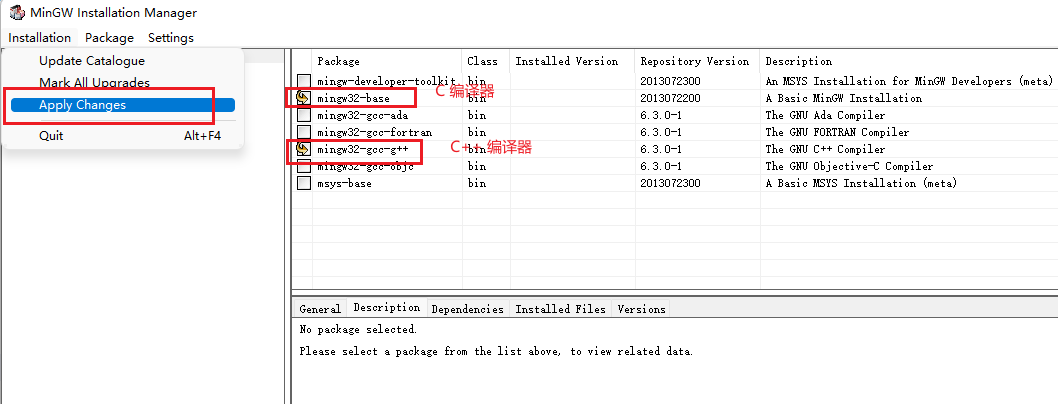 MinGW Installation Manager
Installation Package Settings
Update Catalogue
Mark All Upgrades
Apply Changes
Quit Alt+F4
Package Class Installed Version Repository Version Description
mingw-developer-toolkit bin 2013072300 An MSYS Installation for MinGW Developers (meta)
mingw32-base bin 2013072200 A Basic MinGW Installation
C 编译器
mingw32-gcc-ada bin 6.3.0-1 The GNU Ada Compiler
mingw32-gcc-fortran bin 6.3.0-1 The GNU FORTRAN Compiler
mingw32-gcc-g++ bin 6.3.0-1 The GNU C++ Compiler
C++ 编译器
mingw32-gcc-objc bin 6.3.0-1 The GNU Objective-C Compiler
msys-base bin 2013072300 A Basic MSYS Installation (meta)
General Description Dependencies Installed Files Versions
No package selected.
Please select a package from the list above, to view related data.